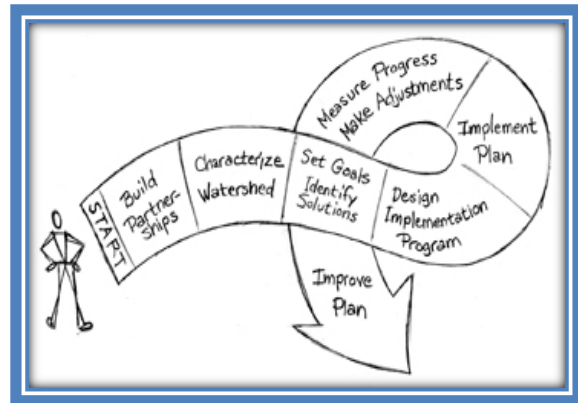 START
Build
Partner-
ships
Characterize
Watershed
Set Goals
Identify
Solutions
Design
Implementation
Program
Implement
Plan
Measure Progress
Make Adjustments
Improve
Plan